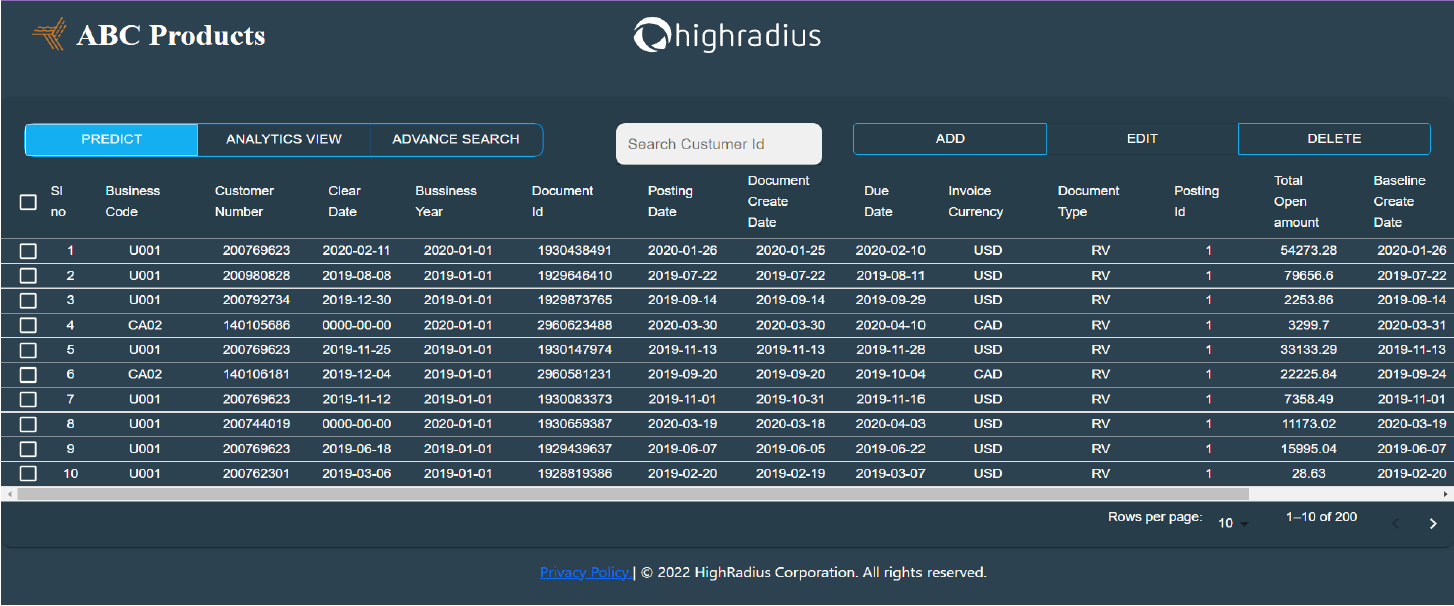 ABC Products
highradius
PREDICT ANALYTICS VIEW ADVANCE SEARCH Search Custumer Id ADD EDIT DELETE
Sl no Business Code Customer Number Clear Date Bussiness Year Document Id Posting Date Document Create Date Due Date Invoice Currency Document Type Posting Id Total Open amount Baseline Create Date
1 U001 200769623 2020-02-11 2020-01-01 1930438491 2020-01-26 2020-01-25 2020-02-10 USD RV 1 54273.28 2020-01-26
2 U001 200980828 2019-08-08 2019-01-01 1929646410 2019-07-22 2019-07-22 2019-08-11 USD RV 1 79656.6 2019-07-22
3 U001 200792734 2019-12-30 2019-01-01 1929873765 2019-09-14 2019-09-14 2019-09-29 USD RV 1 2253.86 2019-09-14
4 CA02 140105686 0000-00-00 2020-01-01 2960623488 2020-03-30 2020-03-30 2020-04-10 CAD RV 1 3299.7 2020-03-31
5 U001 200769623 2019-11-25 2019-01-01 1930147974 2019-11-13 2019-11-13 2019-11-28 USD RV 1 33133.29 2019-11-13
6 CA02 140106181 2019-12-04 2019-01-01 2960581231 2019-09-20 2019-09-20 2019-10-04 CAD RV 1 22225.84 2019-09-24
7 U001 200769623 2019-11-12 2019-01-01 1930083373 2019-11-01 2019-10-31 2019-11-16 USD RV 1 7358.49 2019-11-01
8 U001 200744019 0000-00-00 2020-01-01 1930659387 2020-03-19 2020-03-18 2020-04-03 USD RV 1 11173.02 2020-03-19
9 U001 200769623 2019-06-18 2019-01-01 1929439637 2019-06-07 2019-06-05 2019-06-22 USD RV 1 15995.04 2019-06-07
10 U001 200762301 2019-03-06 2019-01-01 1928819386 2019-02-20 2019-02-19 2019-03-07 USD RV 1 28.63 2019-02-20
Rows per page: 10 1–10 of 200
Privacy Policy | © 2022 HighRadius Corporation. All rights reserved.